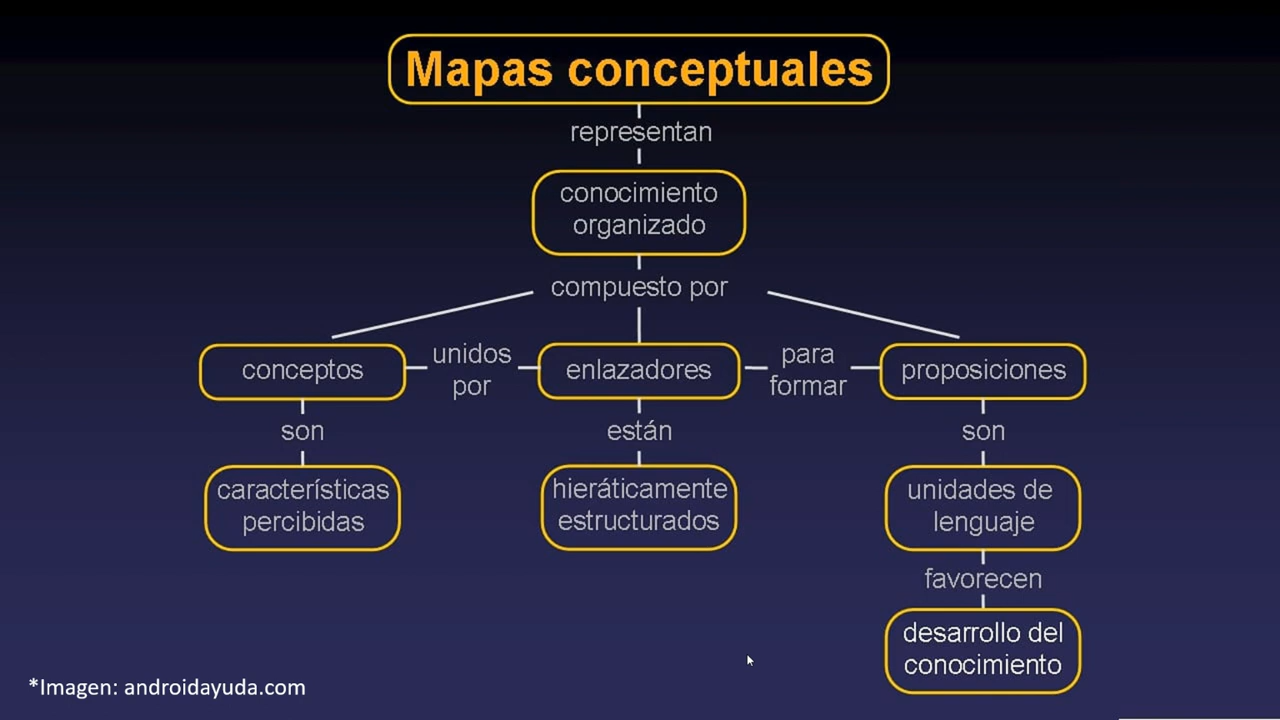 Mapas conceptuales
representan
conocimiento
organizado
compuesto por
conceptos
unidos
por
enlazadores
para
formar
proposiciones
son
están
son
características
percibidas
hieráticamente
estructurados
unidades de
lenguaje
favorecen
desarrollo del
conocimiento
*Imagen: androidayuda.com